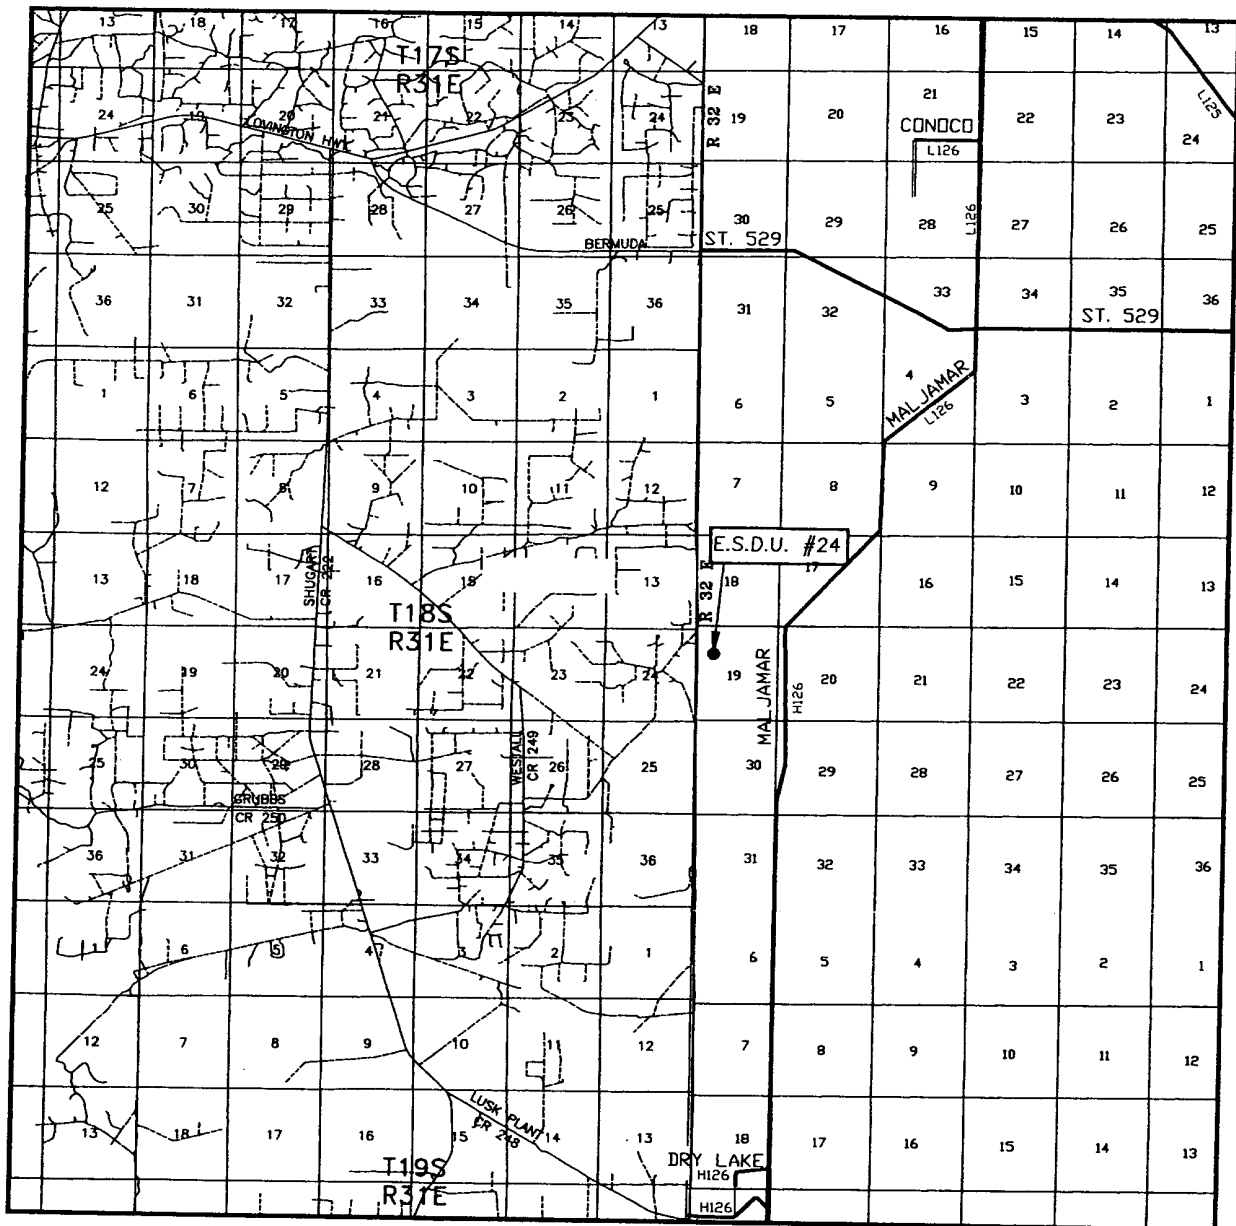 13 18 17 16 15 14 13 18 17 16 15 14 13
T17S
R31E
R 32 E
L125
24 19 20 21 22 23 24 19 20 21 22 23 24
LOVINGTON HWY
CONOCO
L126
L126
25 30 29 28 27 26 25 30 29 28 27 26 25
BERMUDA
ST. 529
36 31 32 33 34 35 36 31 32 33 34 35 36
ST. 529
1 6 5 4 3 2 1 6 5 4 3 2 1
MALJAMAR
L126
12 7 8 9 10 11 12 7 8 9 10 11 12
E.S.D.U. #24
13 18 17 16 15 13 18 17 16 15 14 13
SHUGART
CR 222
R 32 E
T18S
R31E
24 19 20 21 22 23 24 19 20 21 22 23 24
MALJAMAR
H126
25 30 29 28 27 26 25 30 29 28 27 26 25
WESTALL
CR 249
GRUBBS
CR 250
36 31 32 33 34 35 36 31 32 33 34 35 36
1 6 5 4 3 2 1 6 5 4 3 2 1
12 7 8 9 10 11 12 7 8 9 10 11 12
LUSK PLANT
CR 248
13 18 17 16 15 14 13 18 17 16 15 14 13
T19S
R31E
DRY LAKE
H126
H126